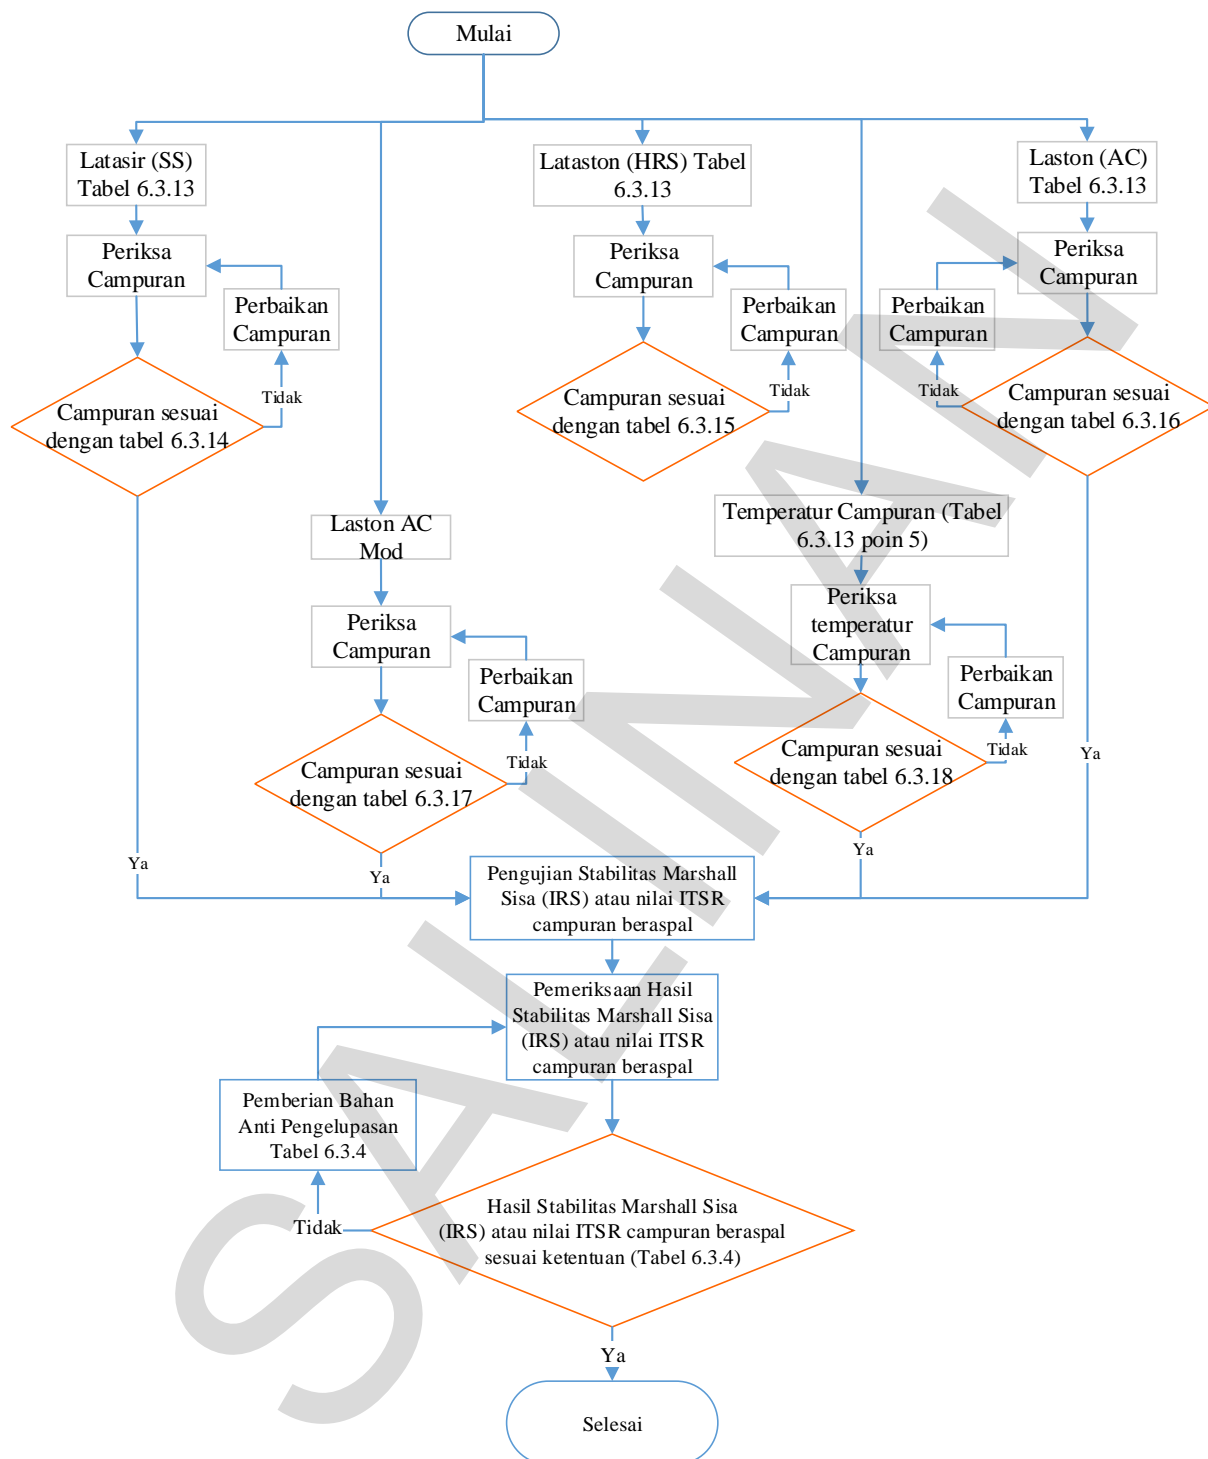 Mulai
Latasir (SS)
Tabel 6.3.13
Lataston (HRS) Tabel
6.3.13
Laston (AC)
Tabel 6.3.13
Periksa
Campuran
Perbaikan
Campuran
Periksa
Campuran
Perbaikan
Campuran
Perbaikan
Campuran
Periksa
Campuran
Campuran sesuai
dengan tabel 6.3.14
Tidak
Campuran sesuai
dengan tabel 6.3.15
Tidak
Tidak
Campuran sesuai
dengan tabel 6.3.16
Laston AC
Mod
Temperatur Campuran (Tabel
6.3.13 poin 5)
Periksa
Campuran
Perbaikan
Campuran
Periksa
temperatur
Campuran
Perbaikan
Campuran
Campuran sesuai
dengan tabel 6.3.17
Tidak
Campuran sesuai
dengan tabel 6.3.18
Tidak
Ya
Ya
Ya
Ya
Pengujian Stabilitas Marshall
Sisa (IRS) atau nilai ITSR
campuran beraspal
Pemeriksaan Hasil
Stabilitas Marshall Sisa
(IRS) atau nilai ITSR
campuran beraspal
Pemberian Bahan
Anti Pengelupasan
Tabel 6.3.4
Hasil Stabilitas Marshall Sisa
(IRS) atau nilai ITSR campuran beraspal
sesuai ketentuan (Tabel 6.3.4)
Tidak
Ya
Selesai
SALINAN